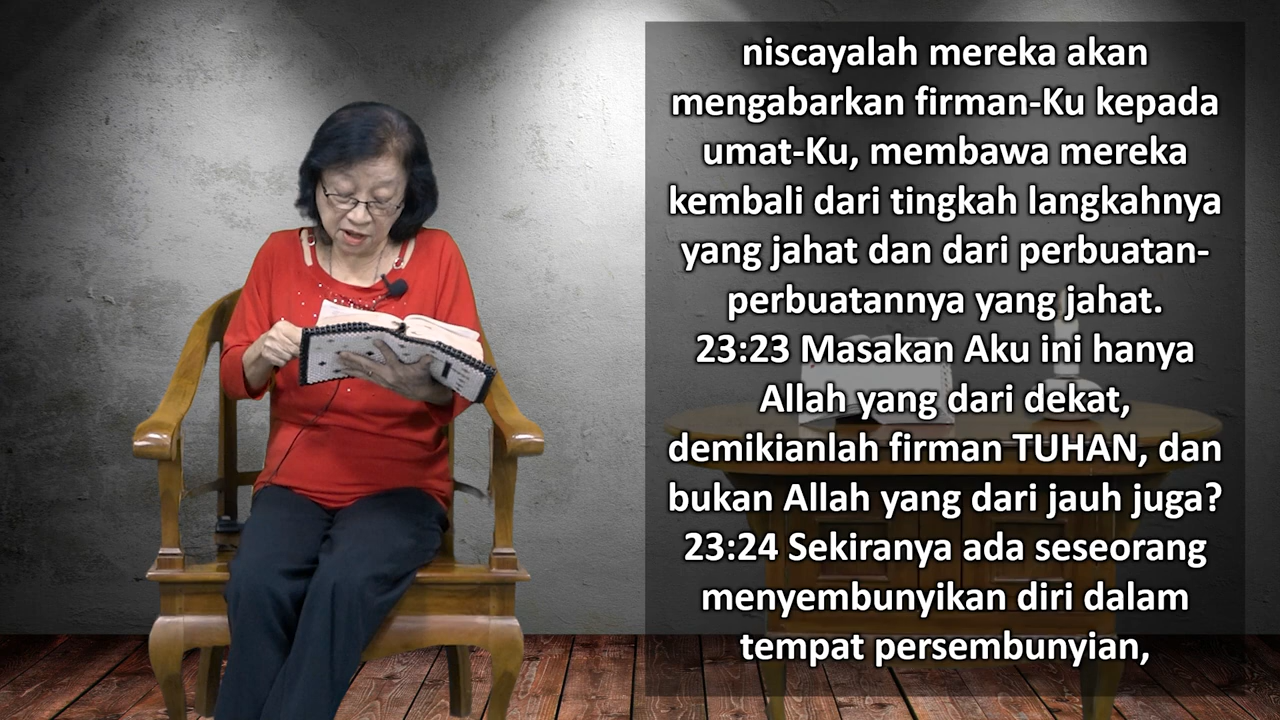 niscayalah mereka akan
mengabarkan firman-Ku kepada
umat-Ku, membawa mereka
kembali dari tingkah langkahnya
yang jahat dan dari perbuatan-
perbuatannya yang jahat.
23:23 Masakan Aku ini hanya
Allah yang dari dekat,
demikianlah firman TUHAN, dan
bukan Allah yang dari jauh juga?
23:24 Sekiranya ada seseorang
menyembunyikan diri dalam
tempat persembunyian,